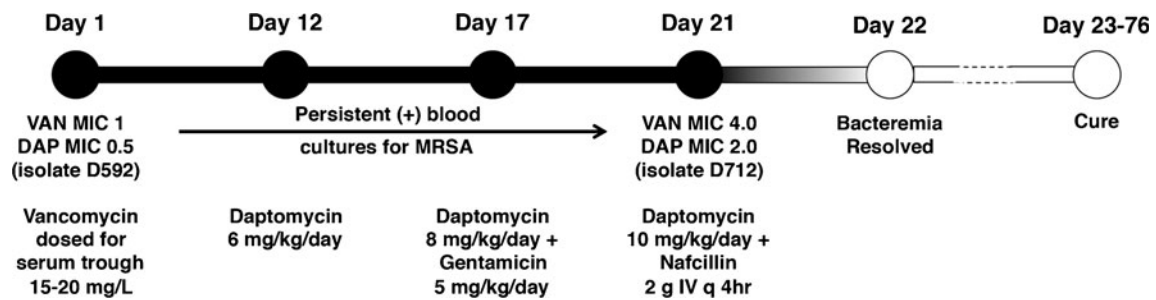 Day 1
Day 12
Day 17
Day 21
Day 22
Day 23-76
VAN MIC 1
DAP MIC 0.5
(isolate D592)
Persistent (+) blood
cultures for MRSA
VAN MIC 4.0
DAP MIC 2.0
(isolate D712)
Bacteremia
Resolved
Cure
Vancomycin
dosed for
serum trough
15-20 mg/L
Daptomycin
6 mg/kg/day
Daptomycin
8 mg/kg/day +
Gentamicin
5 mg/kg/day
Daptomycin
10 mg/kg/day +
Nafcillin
2 g IV q 4hr